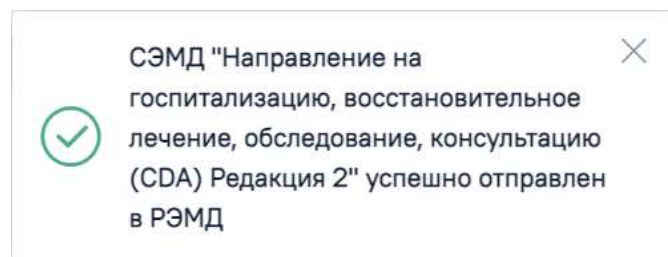 СЭМД "Направление на
госпитализацию, восстановительное
лечение, обследование, консультацию
(CDA) Редакция 2" успешно отправлен
в РЭМД